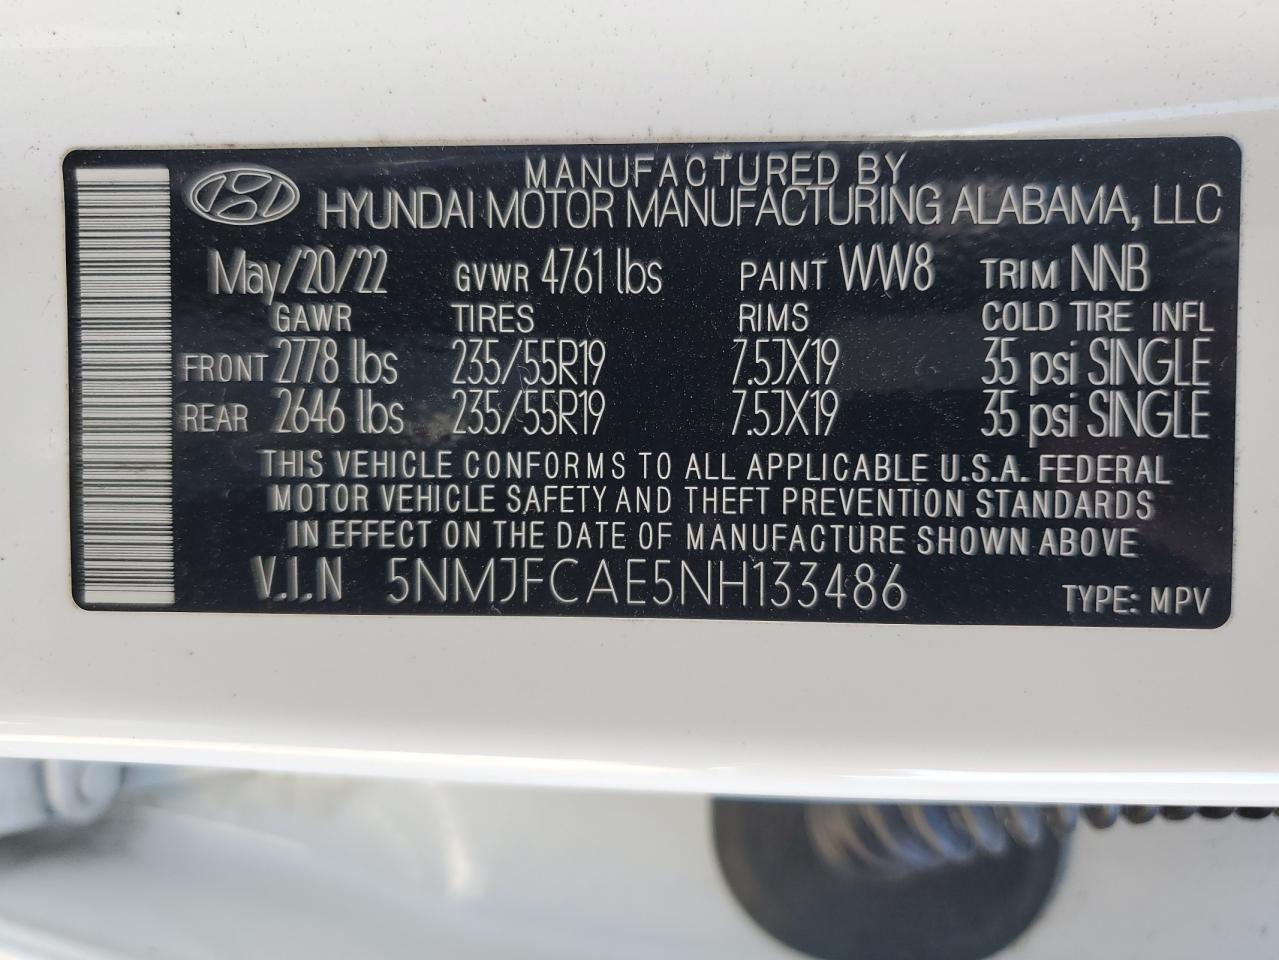 MANUFACTURED BY
HYUNDAI MOTOR MANUFACTURING ALABAMA, LLC
May/20/22 GVWR 4761 lbs PAINT WW8 TRIM NNB
GAWR TIRES RIMS COLD TIRE INFL
FRONT 2778 lbs 235/55R19 7.5JX19 35 psi SINGLE
REAR 2646 lbs 235/55R19 7.5JX19 35 psi SINGLE
THIS VEHICLE CONFORMS TO ALL APPLICABLE U.S.A. FEDERAL
MOTOR VEHICLE SAFETY AND THEFT PREVENTION STANDARDS
IN EFFECT ON THE DATE OF MANUFACTURE SHOWN ABOVE
V.I.N 5NMJFCAE5NH133486 TYPE: MPV